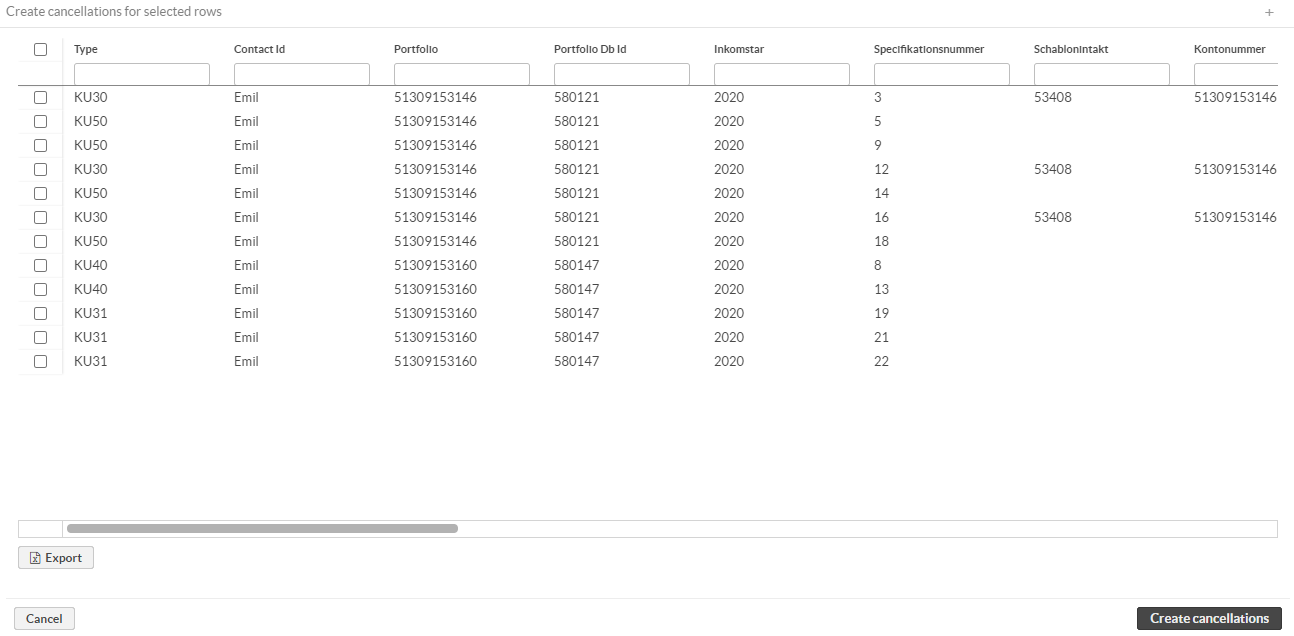 Create cancellations for selected rows +
Type Contact Id Portfolio Portfolio Db Id Inkomstar Specifikationsnummer Schablonintakt Kontonummer
KU30 Emil 51309153146 580121 2020 3 53408 51309153146
KU50 Emil 51309153146 580121 2020 5
KU50 Emil 51309153146 580121 2020 9
KU30 Emil 51309153146 580121 2020 12 53408 51309153146
KU50 Emil 51309153146 580121 2020 14
KU30 Emil 51309153146 580121 2020 16 53408 51309153146
KU50 Emil 51309153146 580121 2020 18
KU40 Emil 51309153160 580147 2020 8
KU40 Emil 51309153160 580147 2020 13
KU31 Emil 51309153160 580147 2020 19
KU31 Emil 51309153160 580147 2020 21
KU31 Emil 51309153160 580147 2020 22
Export
Cancel Create cancellations